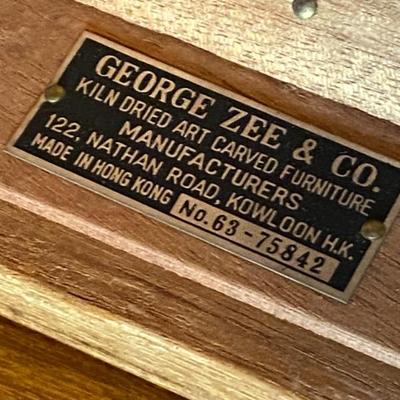 GEORGE ZEE & CO.
KILN DRIED ART CARVED FURNITURE
MANUFACTURERS
122 NATHAN ROAD, KOWLOON H.K.
MADE IN HONG KONG No. 63-75842